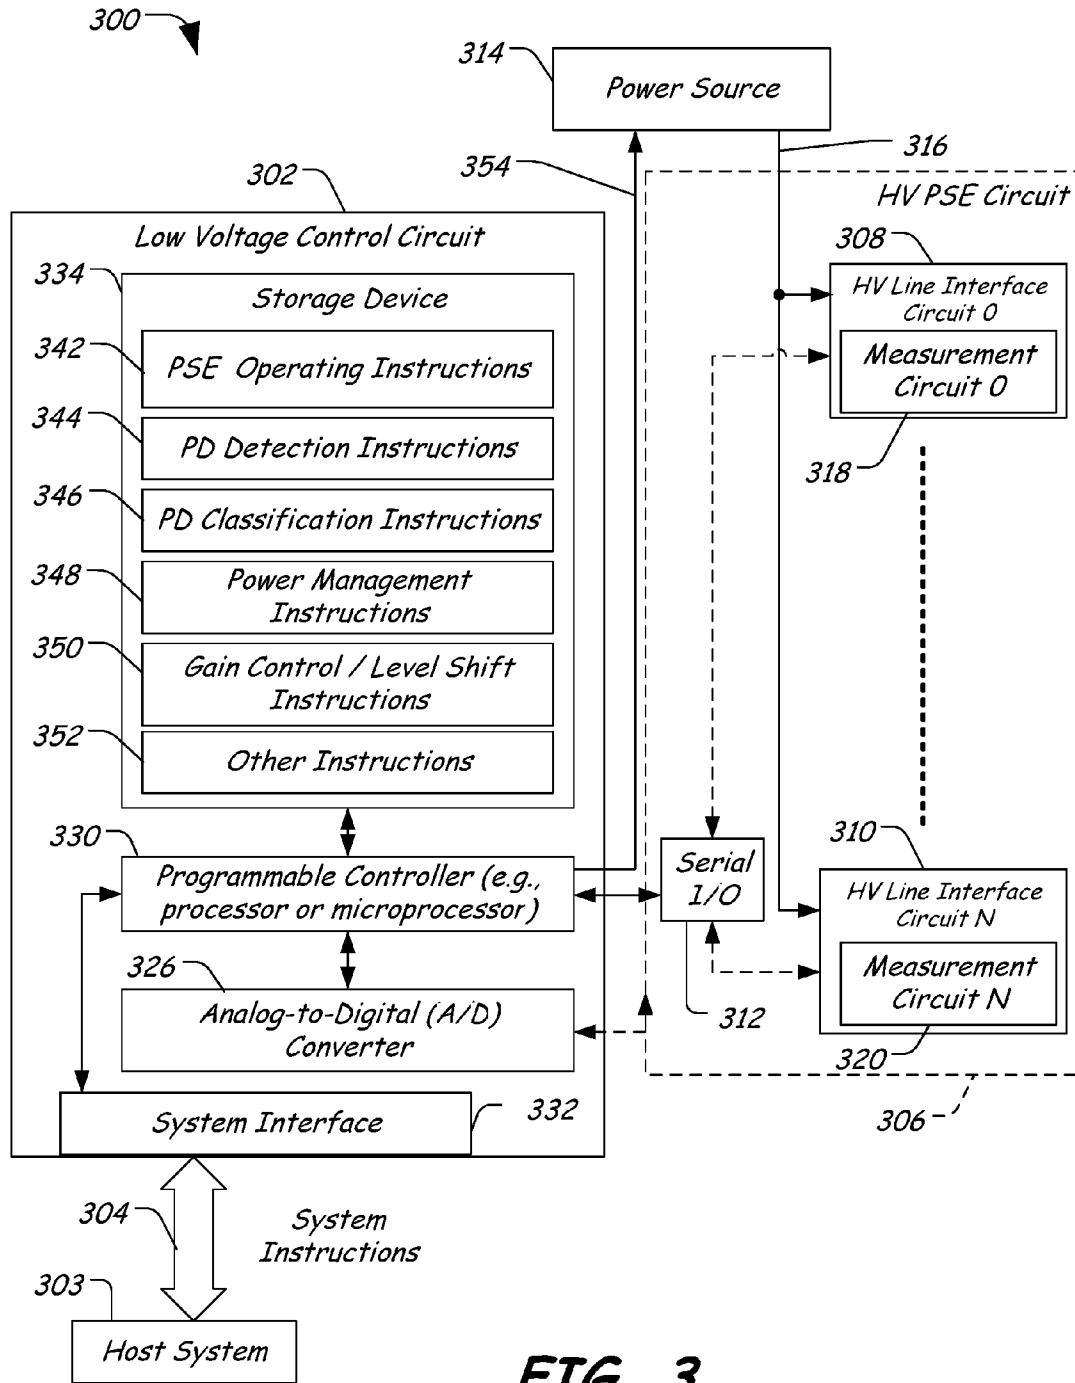 300
314
Power Source
316
354
302
HV PSE Circuit
Low Voltage Control Circuit
308
334
Storage Device
HV Line Interface
Circuit 0
342
PSE Operating Instructions
Measurement
Circuit 0
344
PD Detection Instructions
318
346
PD Classification Instructions
348
Power Management
Instructions
350
Gain Control / Level Shift
Instructions
352
Other Instructions
330
310
Programmable Controller (e.g.,
processor or microprocessor)
Serial
I/O
HV Line Interface
Circuit N
326
Measurement
Circuit N
Analog-to-Digital (A/D)
Converter
312
320
System Interface
332
306
304
System
Instructions
303
Host System
FIG. 3